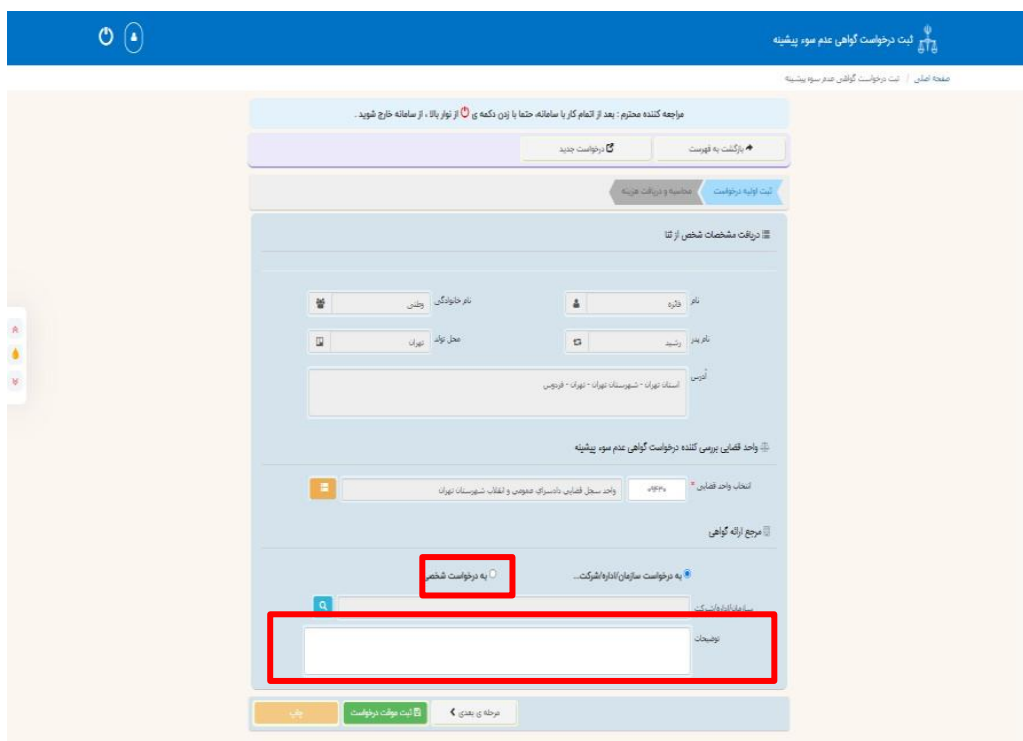 ثبت درخواست گواهی عدم سوء پیشینه
صفحه اصلی / ثبت درخواست گواهی عدم سوء پیشینه
مراجعه کننده محترم : بعد از اتمام کار با سامانه، حتما با زدن دکمه ی از نوار بالا ، از سامانه خارج شوید .
بازگشت به فهرست درخواست جدید
ثبت اولیه درخواست محاسبه و دریافت هزینه
دریافت مشخصات شخص از ثنا
نام فائزه نام خانوادگی وطنی
نام پدر رشید محل تولد تهران
آدرس استان تهران - شهرستان تهران - تهران - فردوس
واحد قضایی بررسی کننده درخواست گواهی عدم سوء پیشینه
انتخاب واحد قضایی * ۰۹۴۳۰ واحد سجل قضایی دادسرای عمومی و انقلاب شهرستان تهران
مرجع ارائه گواهی
به درخواست سازمان/اداره/شرکت... به درخواست شخصی
سازمان/اداره/شرکت
توضیحات
مرحله ی بعدی ثبت موقت درخواست چاپ